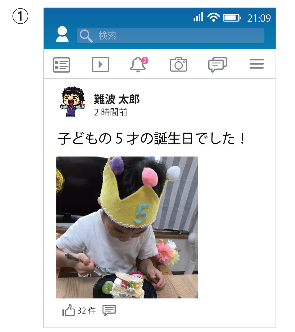 ①
21:09
検索
2
難波 太郎
2 時間前
子どもの 5 才の誕生日でした！
5
32 件